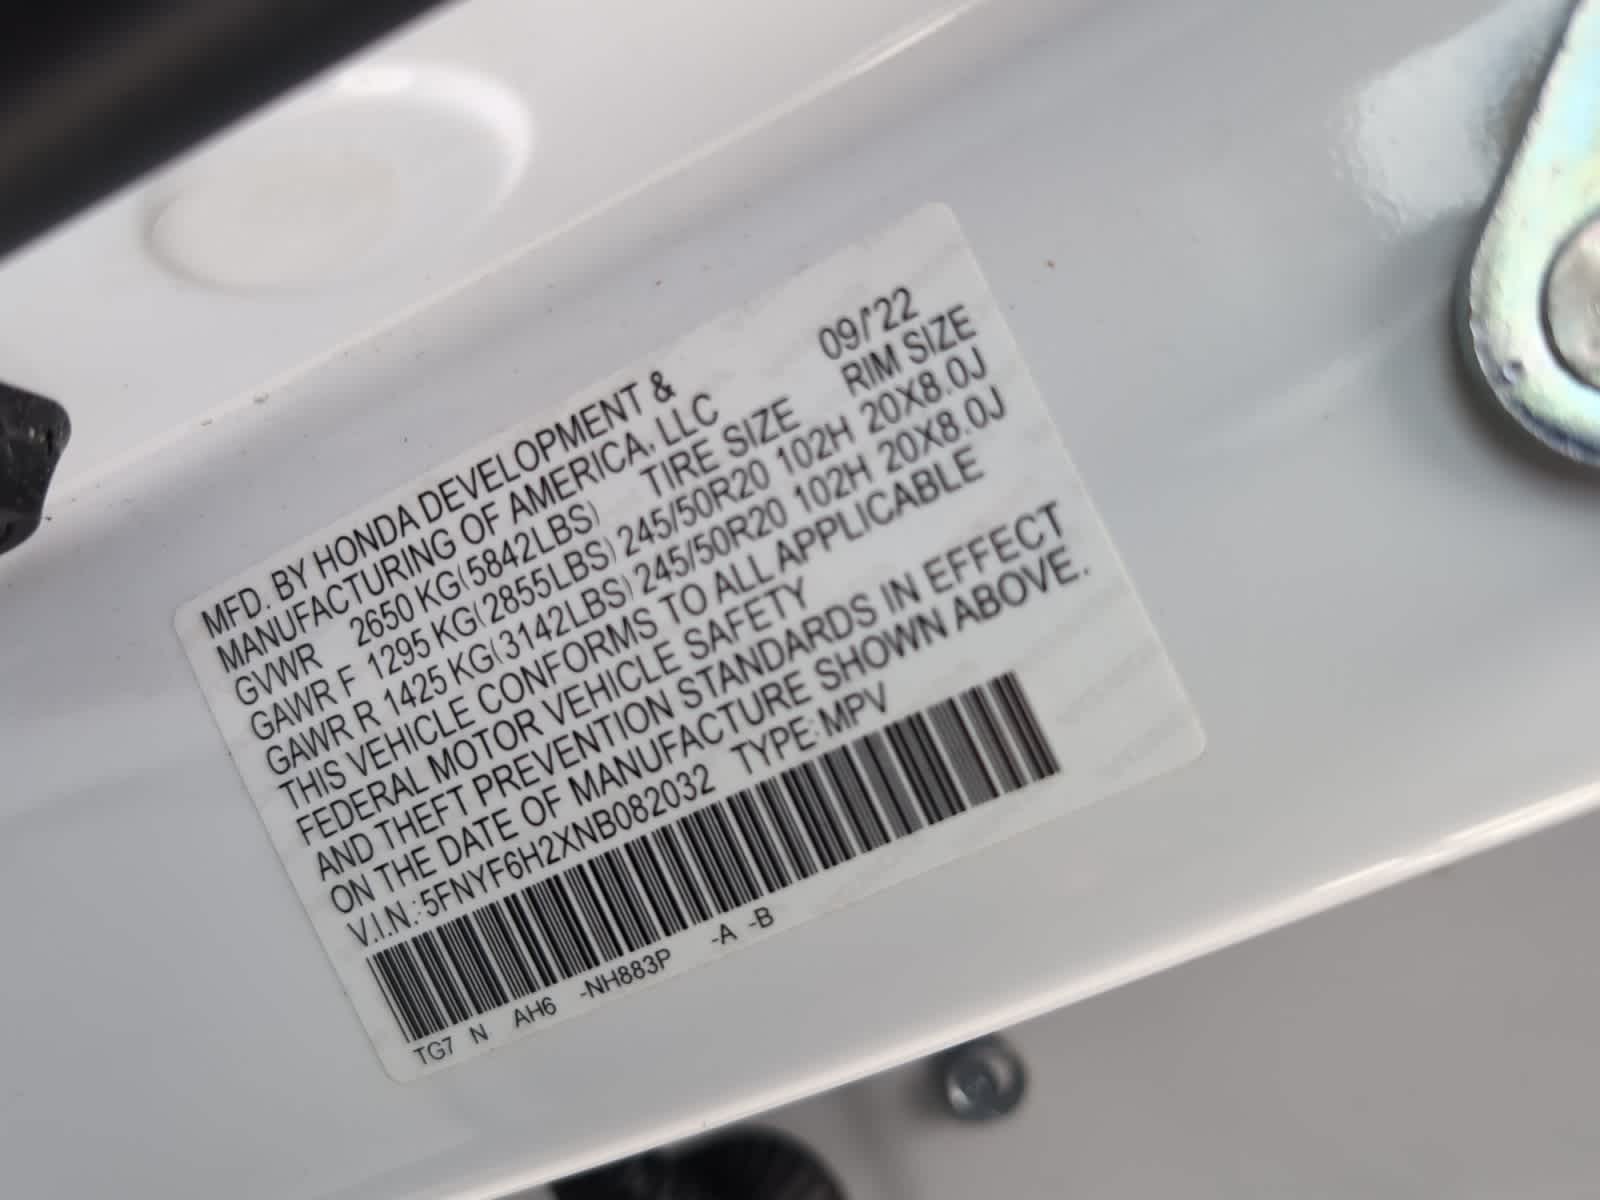 09/'22
MFD. BY HONDA DEVELOPMENT &
MANUFACTURING OF AMERICA, LLC
GVWR 2650 KG(5842LBS) TIRE SIZE RIM SIZE
GAWR F 1295 KG(2855LBS) 245/50R20 102H 20X8.0J
GAWR R 1425 KG(3142LBS) 245/50R20 102H 20X8.0J
THIS VEHICLE CONFORMS TO ALL APPLICABLE
FEDERAL MOTOR VEHICLE SAFETY
AND THEFT PREVENTION STANDARDS IN EFFECT
ON THE DATE OF MANUFACTURE SHOWN ABOVE.
V.I.N.:5FNYF6H2XNB082032 TYPE:MPV
TG7 N AH6 -NH883P -A -B